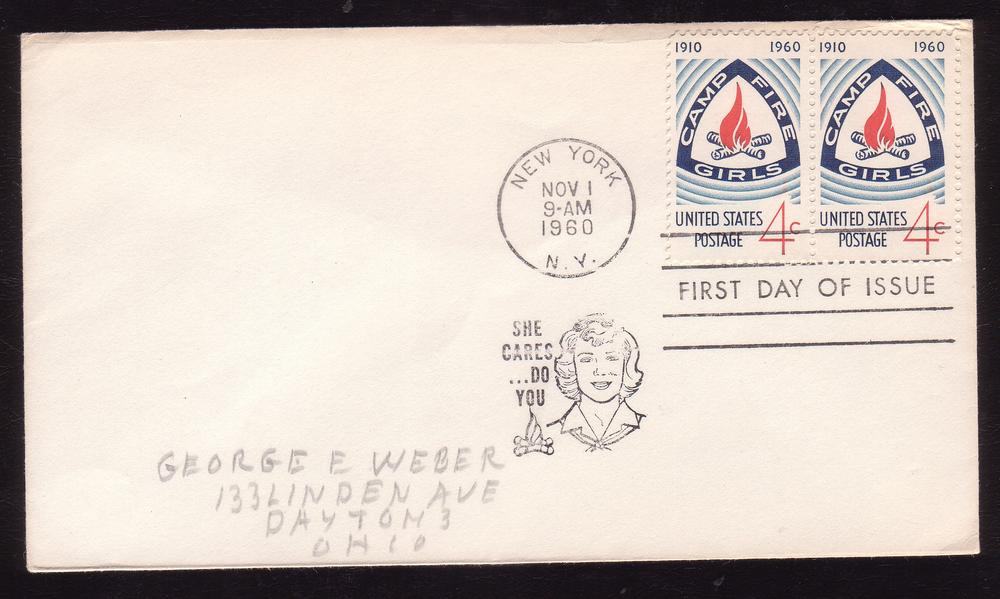 1910 1960
CAMP FIRE
GIRLS
UNITED STATES
POSTAGE 4c
1910 1960
CAMP FIRE
GIRLS
UNITED STATES
POSTAGE 4c
NEW YORK
NOV 1
9-AM
1960
N.Y.
FIRST DAY OF ISSUE
SHE
CARES
...DO
YOU
GEORGE E WEBER
133 LINDEN AVE
DAYTON 3
OHIO